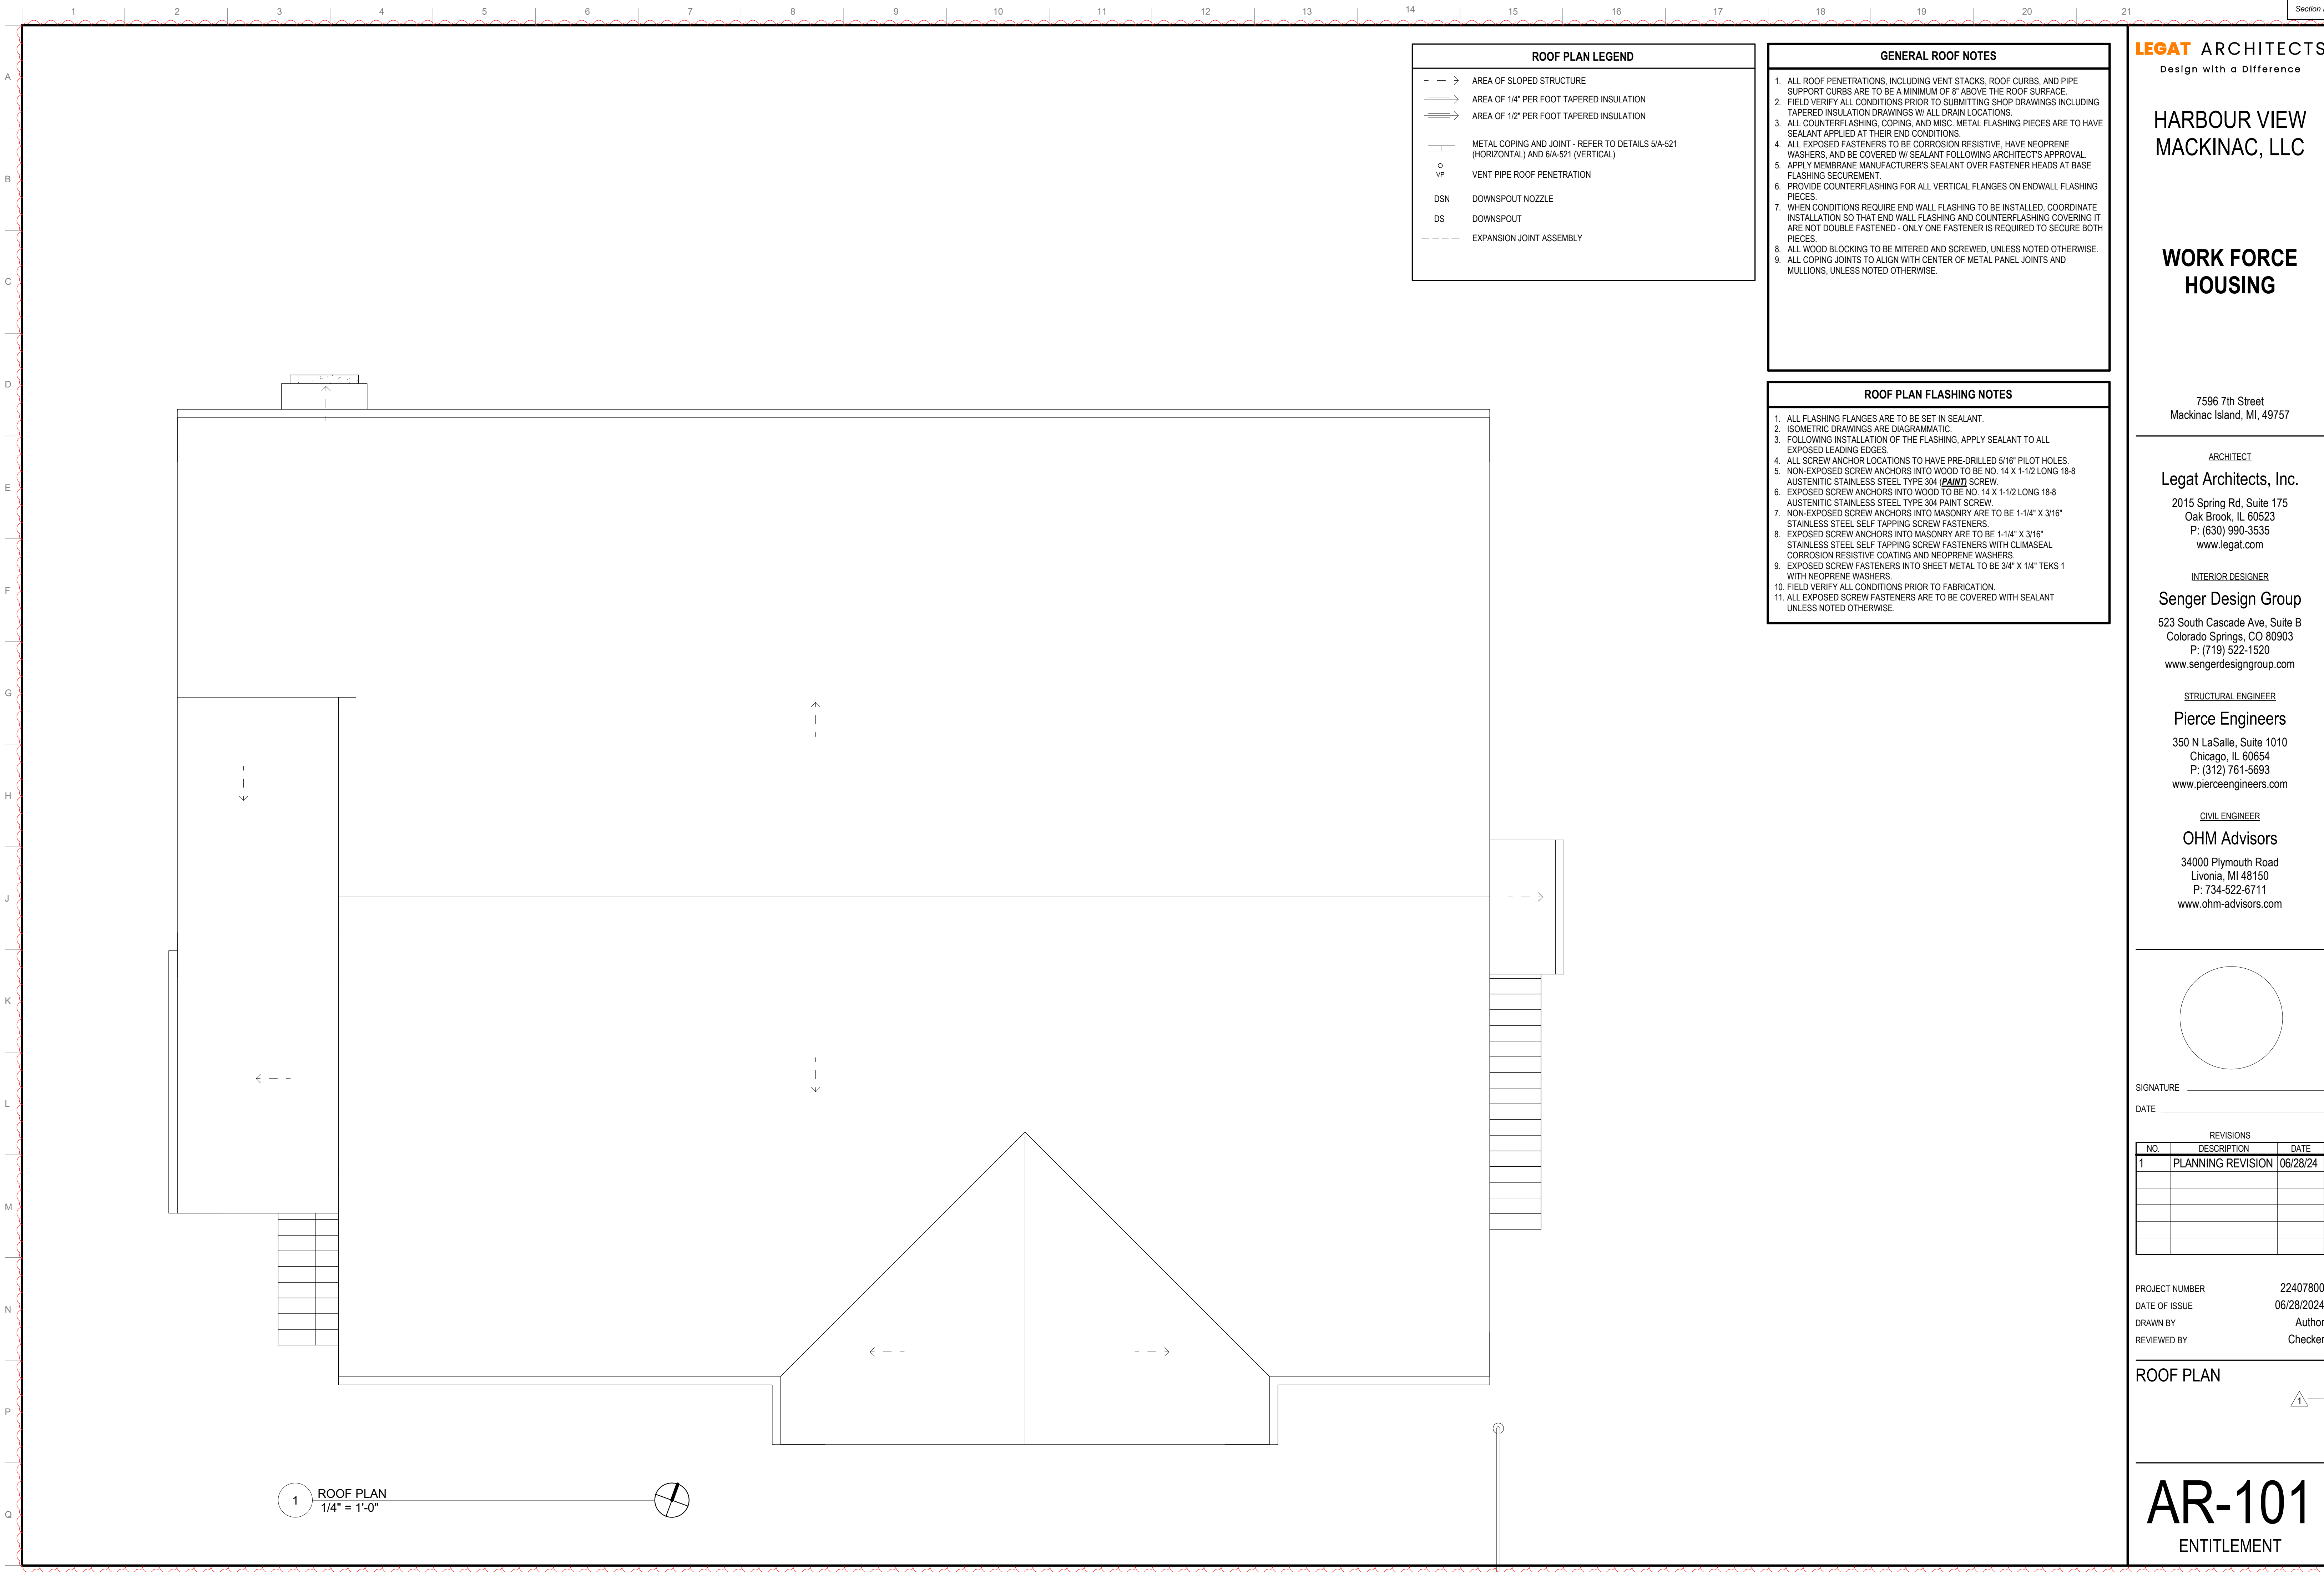 1 2 3 4 5 6 7 8 9 10 11 12 13 14 15 16 17 18 19 20 21
Section
A
B
C
D
E
F
G
H
J
K
L
M
N
P
Q
ROOF PLAN LEGEND
AREA OF SLOPED STRUCTURE
AREA OF 1/4" PER FOOT TAPERED INSULATION
AREA OF 1/2" PER FOOT TAPERED INSULATION
METAL COPING AND JOINT - REFER TO DETAILS 5/A-521
(HORIZONTAL) AND 6/A-521 (VERTICAL)
VP VENT PIPE ROOF PENETRATION
DSN DOWNSPOUT NOZZLE
DS DOWNSPOUT
EXPANSION JOINT ASSEMBLY
GENERAL ROOF NOTES
1. ALL ROOF PENETRATIONS, INCLUDING VENT STACKS, ROOF CURBS, AND PIPE
SUPPORT CURBS ARE TO BE A MINIMUM OF 8" ABOVE THE ROOF SURFACE.
2. FIELD VERIFY ALL CONDITIONS PRIOR TO SUBMITTING SHOP DRAWINGS INCLUDING
TAPERED INSULATION DRAWINGS W/ ALL DRAIN LOCATIONS.
3. ALL COUNTERFLASHING, COPING, AND MISC. METAL FLASHING PIECES ARE TO HAVE
SEALANT APPLIED AT THEIR END CONDITIONS.
4. ALL EXPOSED FASTENERS TO BE CORROSION RESISTIVE, HAVE NEOPRENE
WASHERS, AND BE COVERED W/ SEALANT FOLLOWING ARCHITECT'S APPROVAL.
5. APPLY MEMBRANE MANUFACTURER'S SEALANT OVER FASTENER HEADS AT BASE
FLASHING SECUREMENT.
6. PROVIDE COUNTERFLASHING FOR ALL VERTICAL FLANGES ON ENDWALL FLASHING
PIECES.
7. WHEN CONDITIONS REQUIRE END WALL FLASHING TO BE INSTALLED, COORDINATE
INSTALLATION SO THAT END WALL FLASHING AND COUNTERFLASHING COVERING IT
ARE NOT DOUBLE FASTENED - ONLY ONE FASTENER IS REQUIRED TO SECURE BOTH
PIECES.
8. ALL WOOD BLOCKING TO BE MITERED AND SCREWED, UNLESS NOTED OTHERWISE.
9. ALL COPING JOINTS TO ALIGN WITH CENTER OF METAL PANEL JOINTS AND
MULLIONS, UNLESS NOTED OTHERWISE.
ROOF PLAN FLASHING NOTES
1. ALL FLASHING FLANGES ARE TO BE SET IN SEALANT.
2. ISOMETRIC DRAWINGS ARE DIAGRAMMATIC.
3. FOLLOWING INSTALLATION OF THE FLASHING, APPLY SEALANT TO ALL
EXPOSED LEADING EDGES.
4. ALL SCREW ANCHOR LOCATIONS TO HAVE PRE-DRILLED 5/16" PILOT HOLES.
5. NON-EXPOSED SCREW ANCHORS INTO WOOD TO BE NO. 14 X 1-1/2 LONG 18-8
AUSTENITIC STAINLESS STEEL TYPE 304 (PAINT) SCREW.
6. EXPOSED SCREW ANCHORS INTO WOOD TO BE NO. 14 X 1-1/2 LONG 18-8
AUSTENITIC STAINLESS STEEL TYPE 304 PAINT SCREW.
7. NON-EXPOSED SCREW ANCHORS INTO MASONRY ARE TO BE 1-1/4" X 3/16"
STAINLESS STEEL SELF TAPPING SCREW FASTENERS.
8. EXPOSED SCREW ANCHORS INTO MASONRY ARE TO BE 1-1/4" X 3/16"
STAINLESS STEEL SELF TAPPING SCREW FASTENERS WITH CLIMASEAL
CORROSION RESISTIVE COATING AND NEOPRENE WASHERS.
9. EXPOSED SCREW FASTENERS INTO SHEET METAL TO BE 3/4" X 1/4" TEKS 1
WITH NEOPRENE WASHERS.
10. FIELD VERIFY ALL CONDITIONS PRIOR TO FABRICATION.
11. ALL EXPOSED SCREW FASTENERS ARE TO BE COVERED WITH SEALANT
UNLESS NOTED OTHERWISE.
1 ROOF PLAN
1/4" = 1'-0"
LEGAT ARCHITECTS
Design with a Difference
HARBOUR VIEW
MACKINAC, LLC
WORK FORCE
HOUSING
7596 7th Street
Mackinac Island, MI, 49757
ARCHITECT
Legat Architects, Inc.
2015 Spring Rd, Suite 175
Oak Brook, IL 60523
P: (630) 990-3535
www.legat.com
INTERIOR DESIGNER
Senger Design Group
523 South Cascade Ave, Suite B
Colorado Springs, CO 80903
P: (719) 522-1520
www.sengerdesigngroup.com
STRUCTURAL ENGINEER
Pierce Engineers
350 N LaSalle, Suite 1010
Chicago, IL 60654
P: (312) 761-5693
www.pierceengineers.com
CIVIL ENGINEER
OHM Advisors
34000 Plymouth Road
Livonia, MI 48150
P: 734-522-6711
www.ohm-advisors.com
SIGNATURE
DATE
REVISIONS
NO. DESCRIPTION DATE
1 PLANNING REVISION 06/28/24
PROJECT NUMBER 22407800
DATE OF ISSUE 06/28/2024
DRAWN BY Author
REVIEWED BY Checker
ROOF PLAN
1
AR-101
ENTITLEMENT